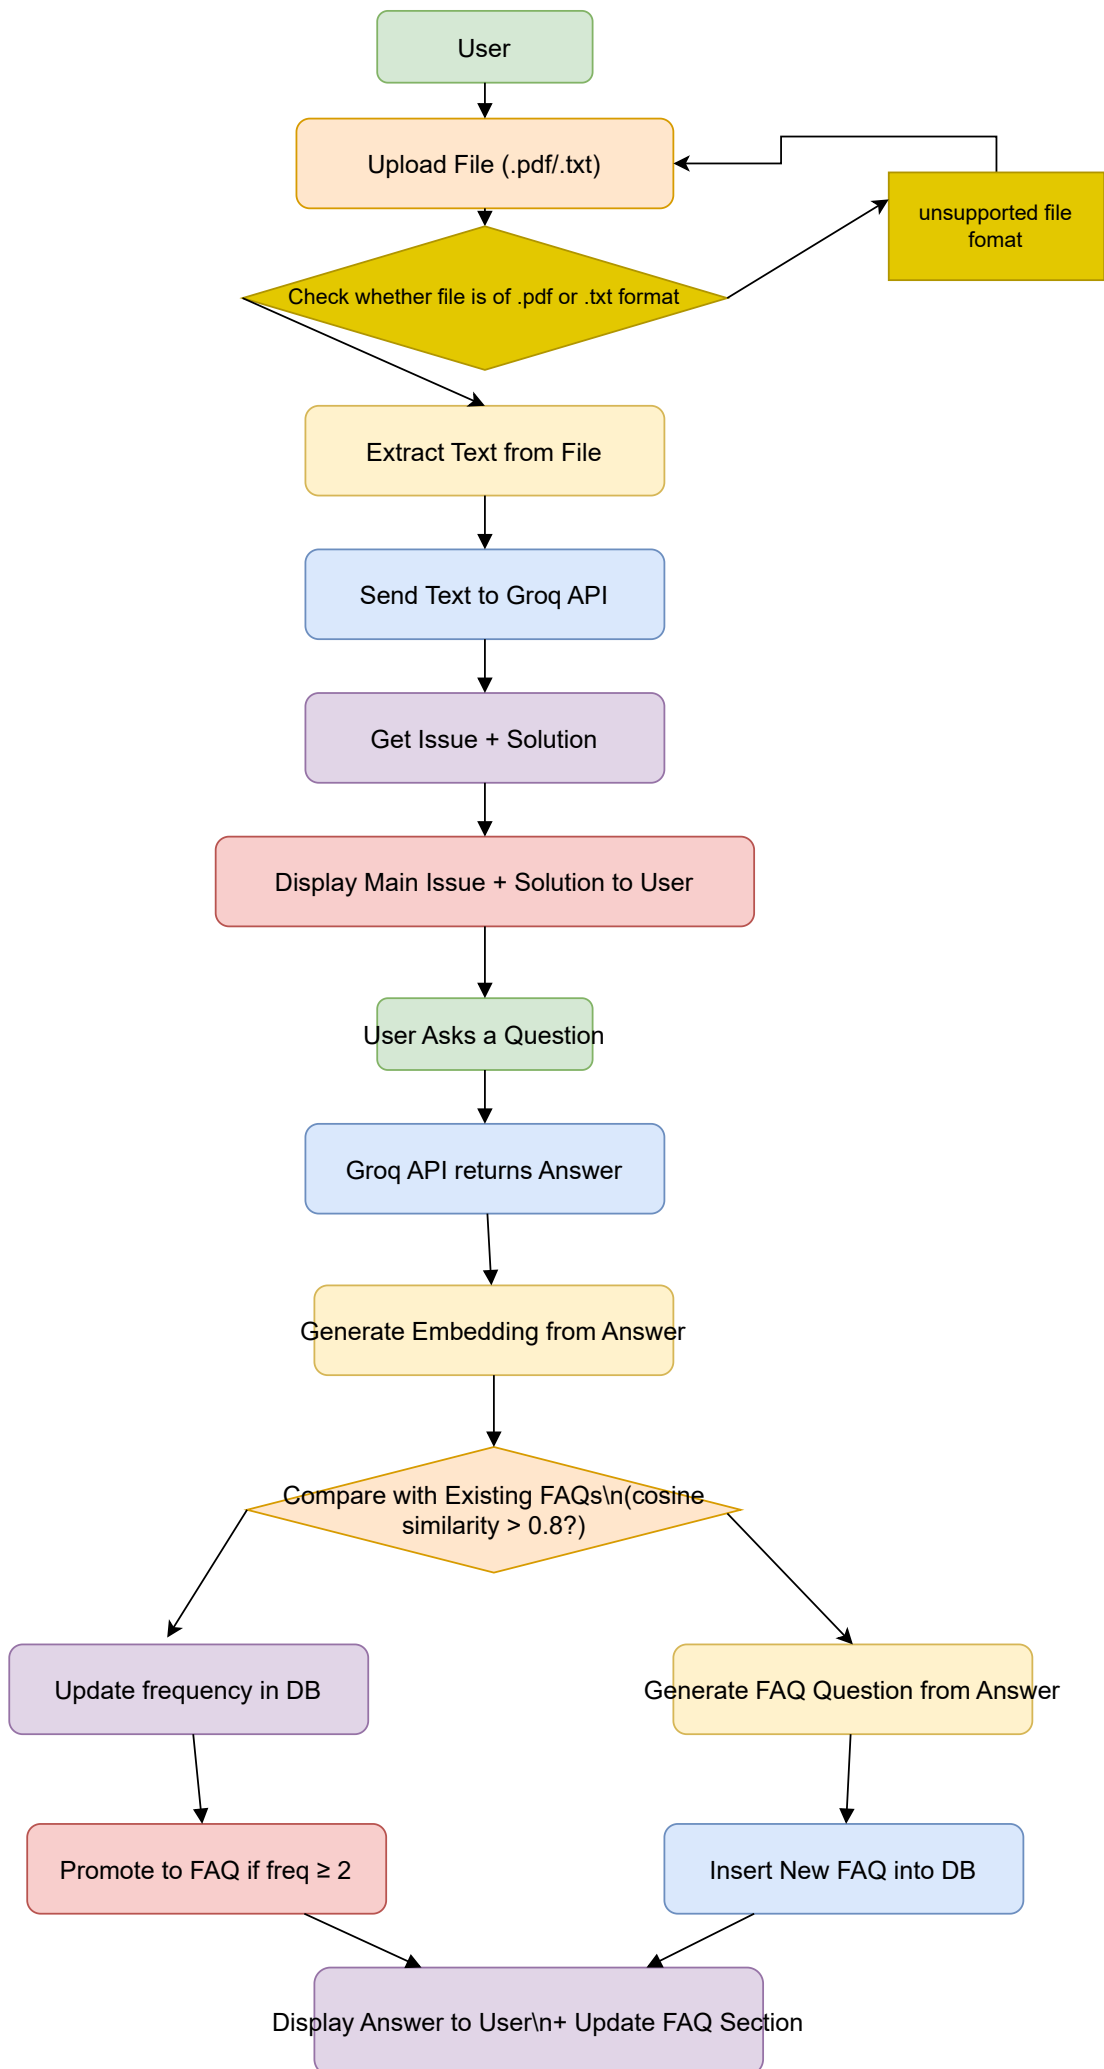 User
Upload File (.pdf/.txt)
unsupported file
fomat
Check whether file is of .pdf or .txt format
Extract Text from File
Send Text to Groq API
Get Issue + Solution
Display Main Issue + Solution to User
User Asks a Question
Groq API returns Answer
Generate Embedding from Answer
Compare with Existing FAQs\n(cosine
similarity > 0.8?)
Update frequency in DB
Generate FAQ Question from Answer
Promote to FAQ if freq ≥ 2
Insert New FAQ into DB
Display Answer to User\n+ Update FAQ Section